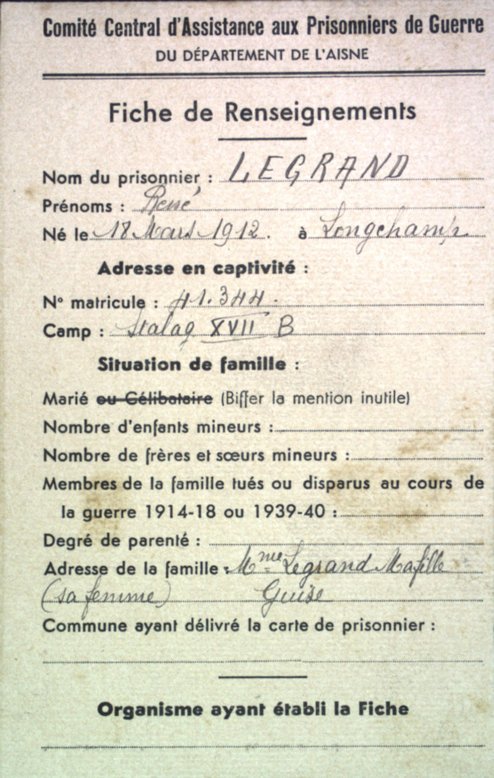 Comité Central d'Assistance aux Prisonniers de Guerre
DU DÉPARTEMENT DE L'AISNE
Fiche de Renseignements
Nom du prisonnier : LEGRAND
Prénoms : René
Né le 18 Mars 1912. à Longchamps
Adresse en captivité :
N° matricule : 41.344.
Camp : Stalag XVII B
Situation de famille :
Marié ou Célibataire (Biffer la mention inutile)
Nombre d'enfants mineurs :
Nombre de frères et sœurs mineurs :
Membres de la famille tués ou disparus au cours de
la guerre 1914-18 ou 1939-40 :
Degré de parenté :
Adresse de la famille : Mme Legrand
(sa femme) Guise
Commune ayant délivré la carte de prisonnier :
Organisme ayant établi la Fiche